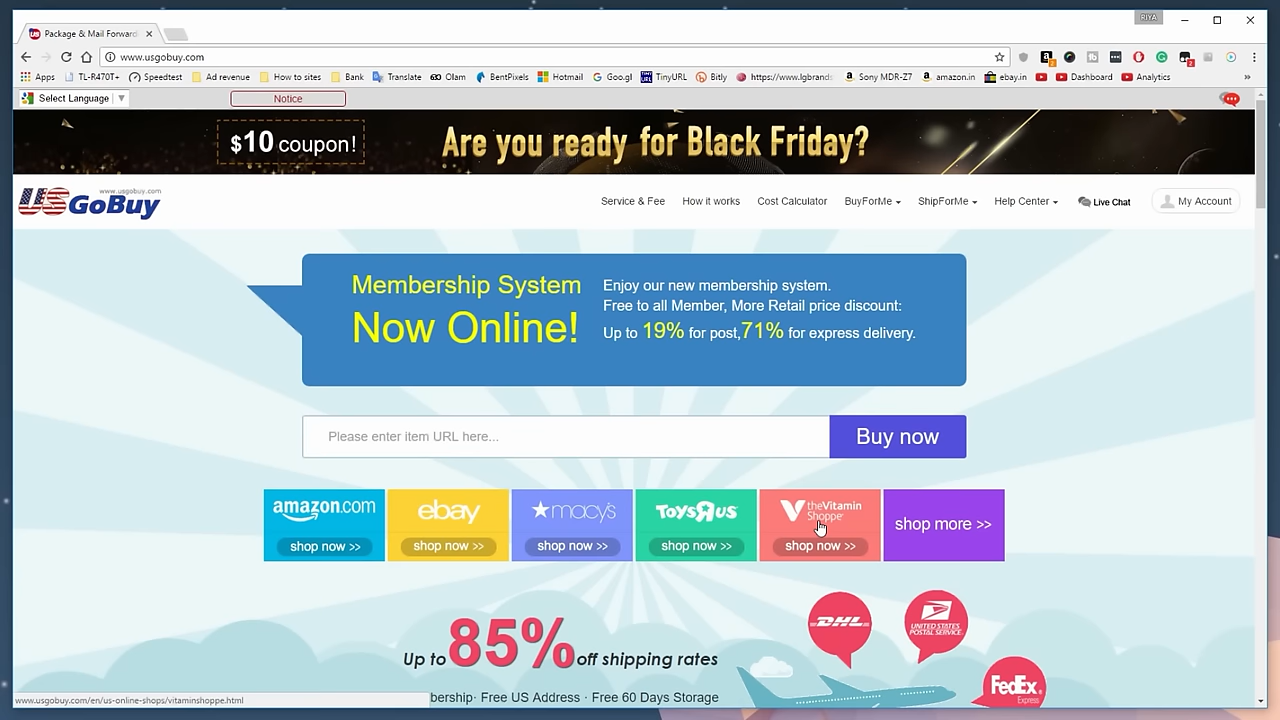 RIYA
Package & Mail Forward
www.usgobuy.com
Apps TL-R470T+ Speedtest Ad revenue How to sites Bank Translate Olam BentPixels Hotmail Goo.gl TinyURL Bitly https://www.lgbrands Sony MDR-Z7 amazon.in ebay.in Dashboard Analytics
Select Language Notice
$10 coupon! Are you ready for Black Friday?
www.usgobuy.com
USGoBuy
Service & Fee How it works Cost Calculator BuyForMe ShipForMe Help Center Live Chat My Account
Membership System
Now Online!
Enjoy our new membership system.
Free to all Member, More Retail price discount:
Up to 19% for post,71% for express delivery.
Please enter item URL here... Buy now
amazon.com ebay macy's ToysRus theVitamin Shoppe shop more >>
shop now >> shop now >> shop now >> shop now >> shop now >>
Up to 85% off shipping rates
DHL
UNITED STATES
POSTAL SERVICE
FedEx
Express
www.usgobuy.com/en/us-online-shops/vitaminshoppe.html
bership· Free US Address · Free 60 Days Storage